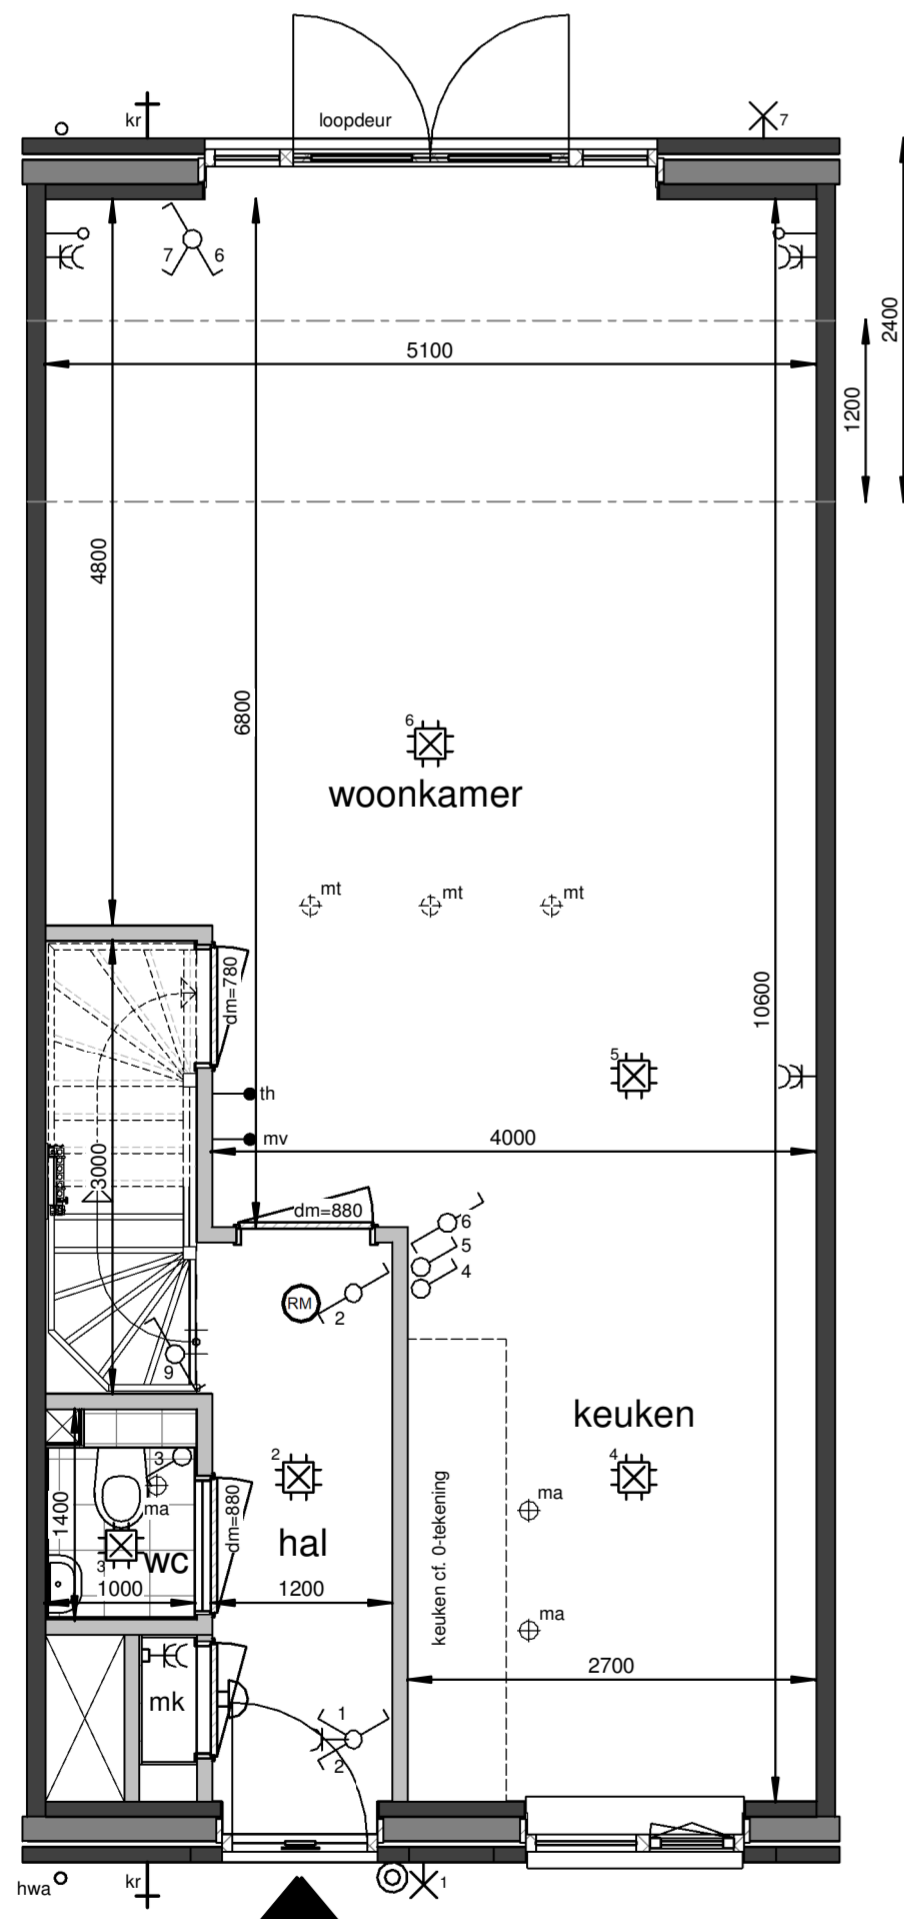 loopdeur
kr
7
7
6
5100
2400
1200
4800
6800
6
woonkamer
mt
mt
mt
dm=780
10600
5
th
mv
4000
3000
dm=880
6
5
4
RM
2
9
keuken
3
2
4
ma
dm=880
keuken cf. 0-tekening
ma
1400
hal
3
wc
1000
1200
ma
2700
mk
1
2
hwa
kr
1